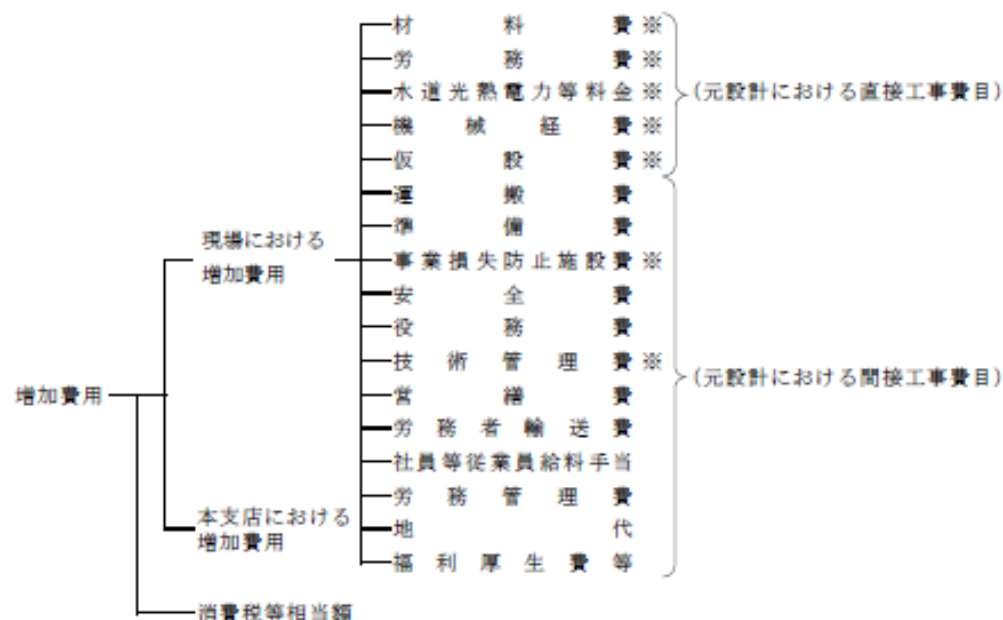 材料費※
労務費※
水道光熱電力等料金※
(元設計における直接工事費目)
機械経費※
仮設費※
運搬費
準備費
現場における
増加費用
事業損失防止施設費※
安全費
役務費
技術管理費※
(元設計における間接工事費目)
増加費用
営繕費
労務者輸送費
社員等従業員給料手当
労務管理費
本支店における
増加費用
地代
福利厚生費等
消費税等相当額